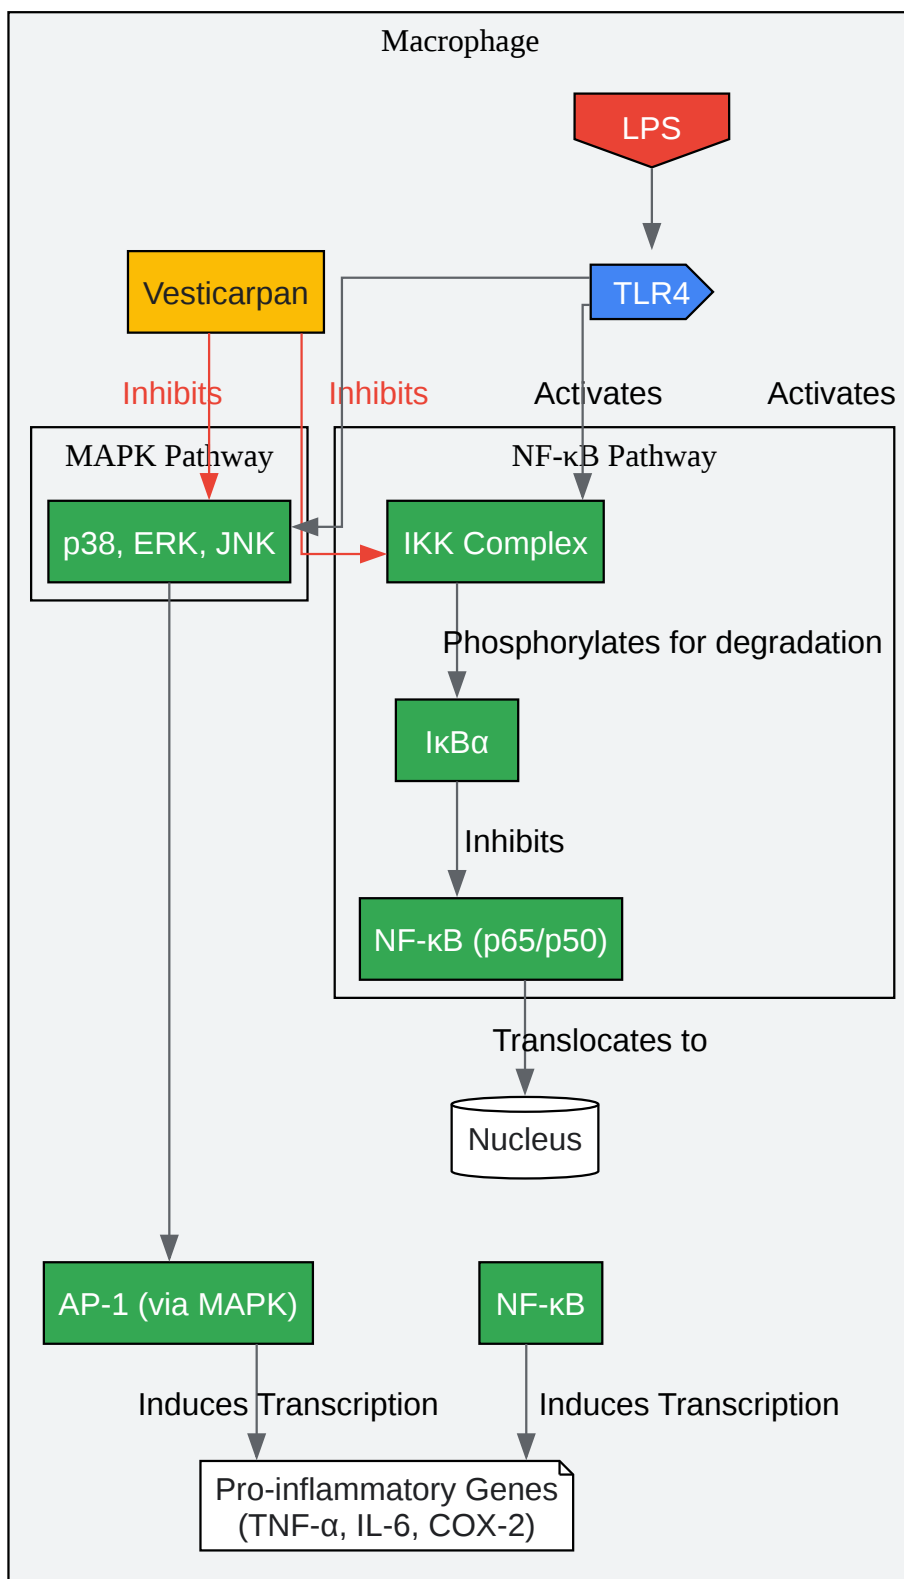 Macrophage
LPS
Vesticarpan
TLR4
Inhibits
Inhibits
Activates
Activates
MAPK Pathway
NF-κB Pathway
p38, ERK, JNK
IKK Complex
Phosphorylates for degradation
IκBα
Inhibits
NF-κB (p65/p50)
Translocates to
Nucleus
AP-1 (via MAPK)
NF-κB
Induces Transcription
Induces Transcription
Pro-inflammatory Genes
(TNF-α, IL-6, COX-2)